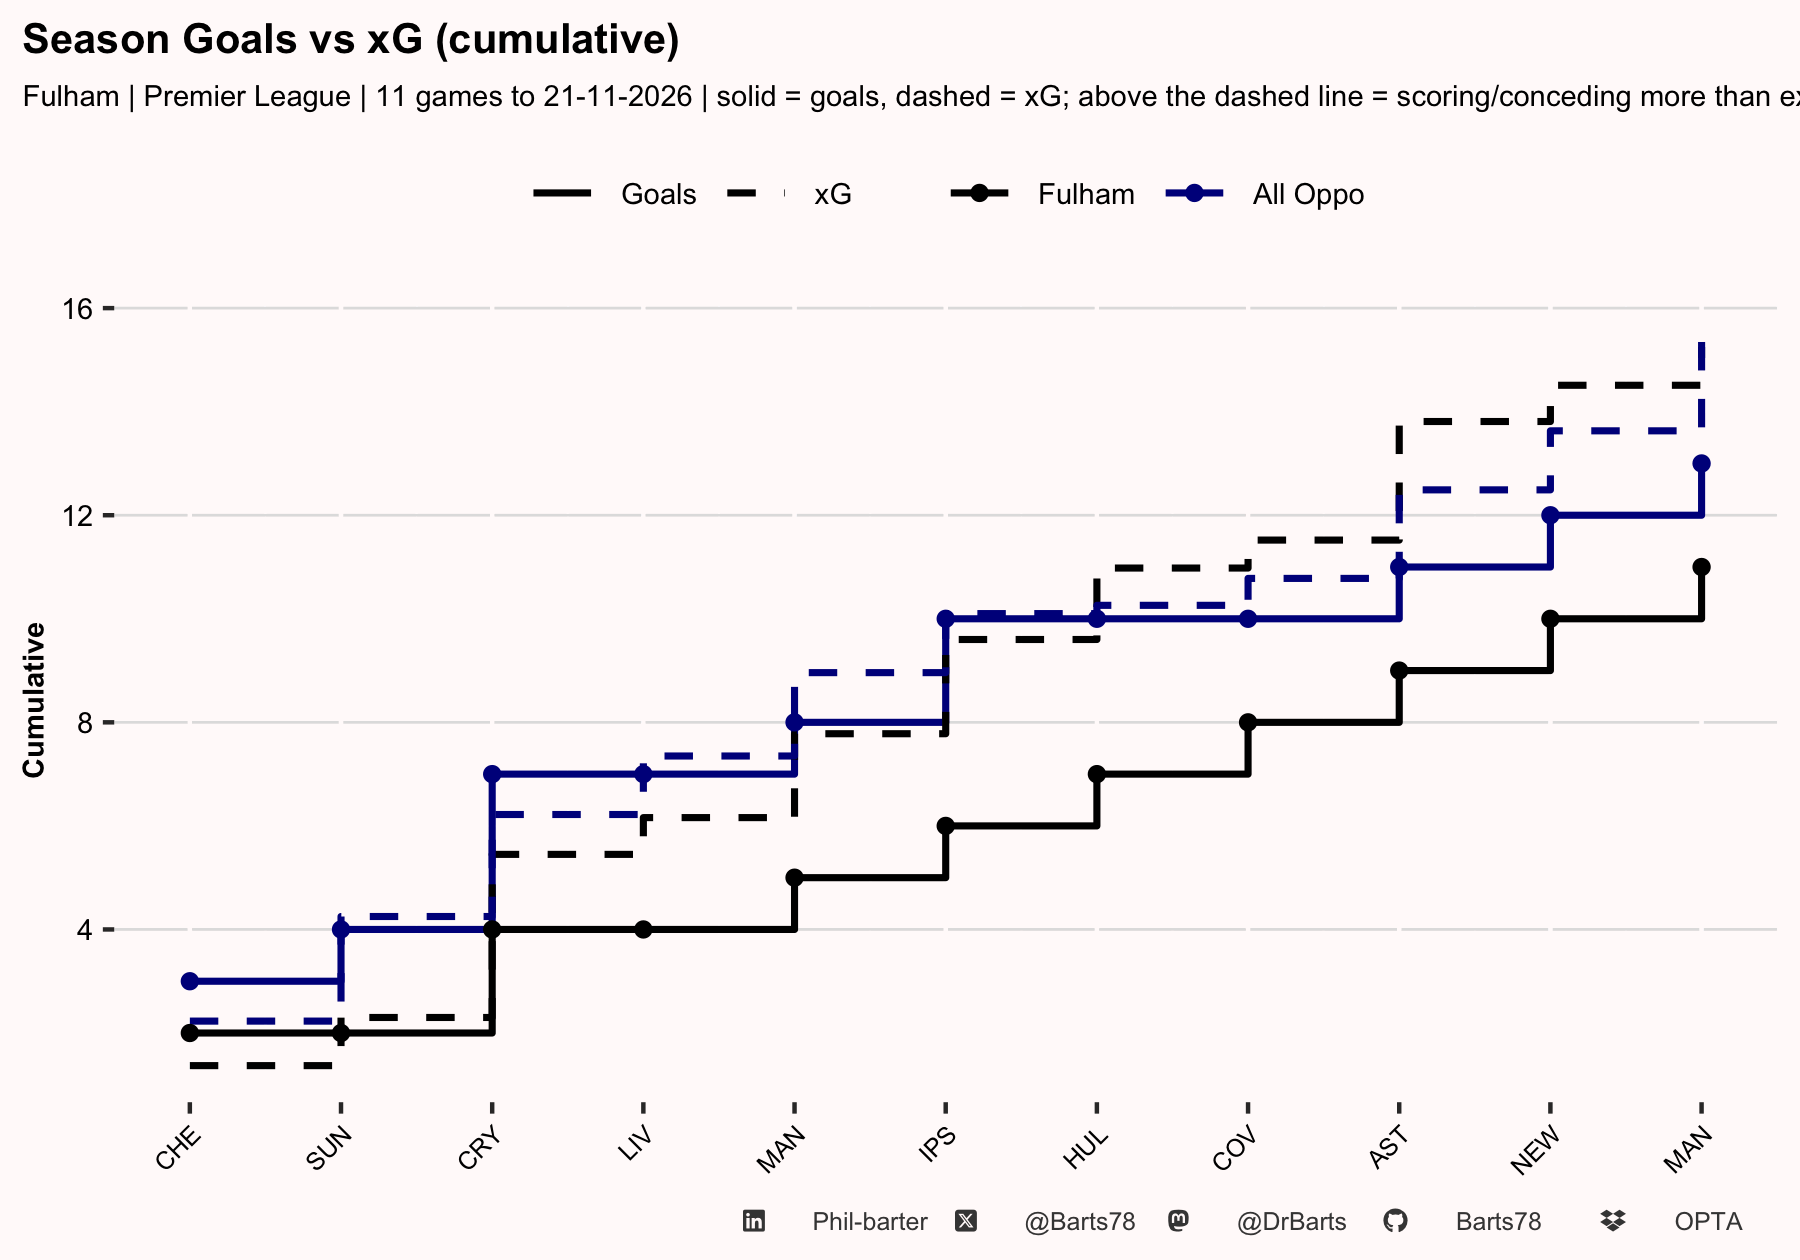 Season Goals vs xG (cumulative)
Fulham | Premier League | 11 games to 21-11-2026 | solid = goals, dashed = xG; above the dashed line = scoring/conceding more than ex
Goals xG Fulham All Oppo
16
12
8
4
Cumulative
CHE SUN CRY LIV MAN IPS HUL COV AST NEW MAN
Phil-barter @Barts78 @DrBarts Barts78 OPTA